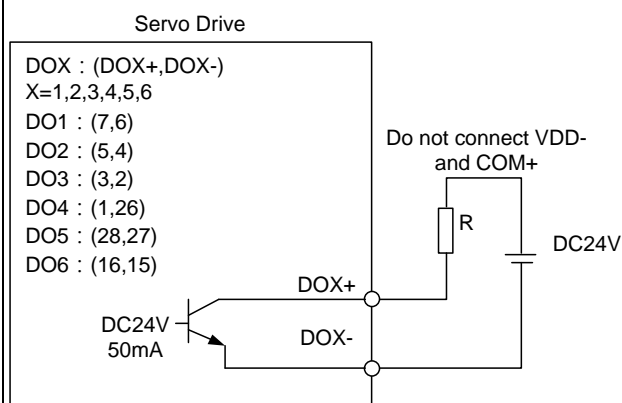 Servo Drive
DOX : (DOX+,DOX-)
X=1,2,3,4,5,6
DO1 : (7,6)
DO2 : (5,4)
DO3 : (3,2)
DO4 : (1,26)
DO5 : (28,27)
DO6 : (16,15)
Do not connect VDD-
and COM+
R
DC24V
DOX+
DC24V
50mA
DOX-